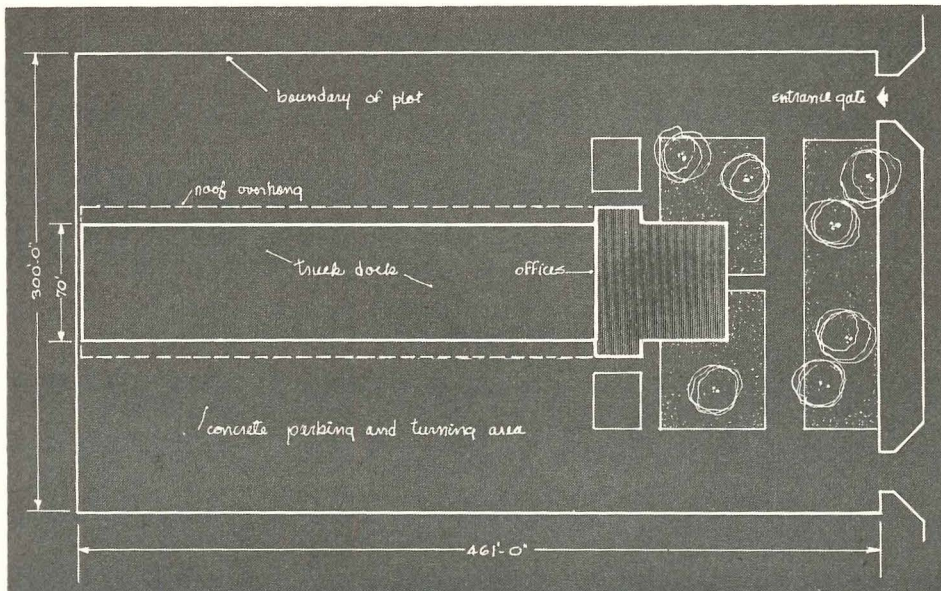 boundary of plot
entrance gate
roof overhang
300'-0"
70'
truck dock
offices
concrete parking and turning area
461'-0"